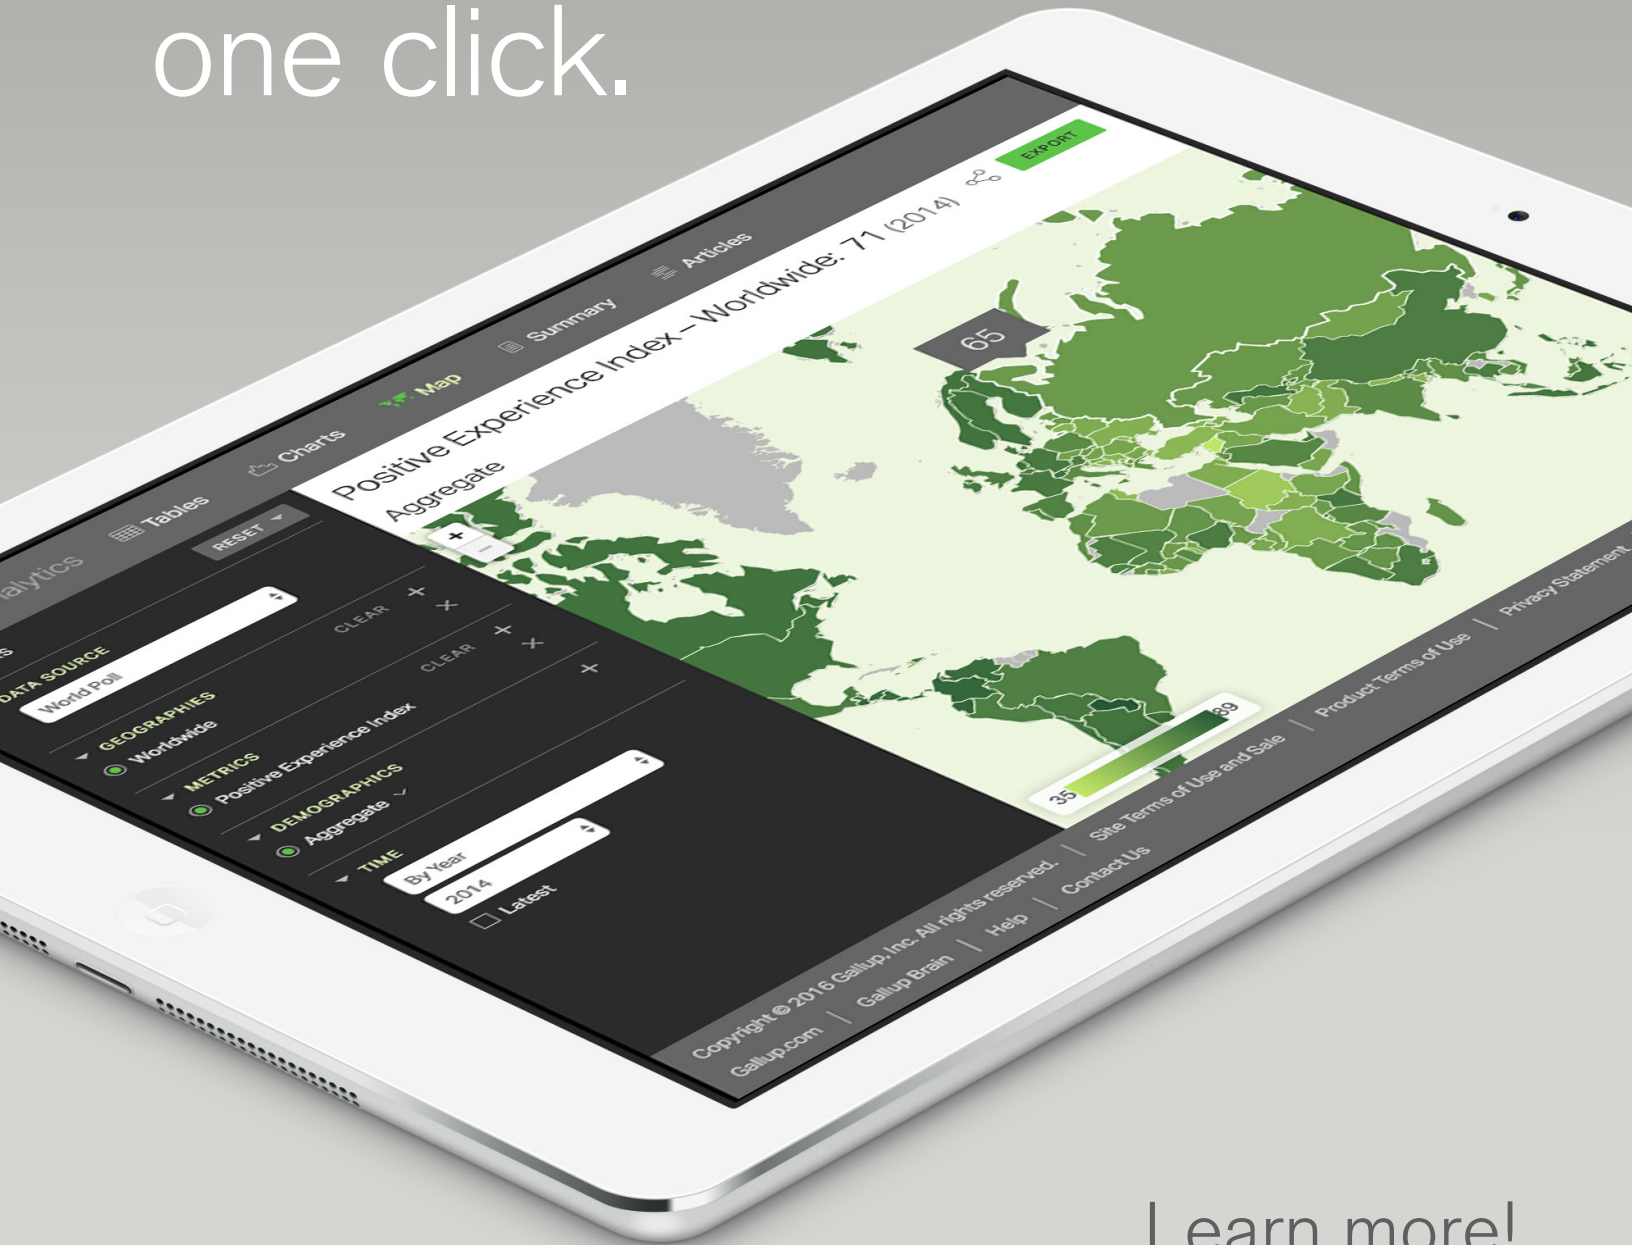 one click.
EXPORT
Positive Experience Index – Worldwide: 71 (2014)
Aggregate
Tables
Charts
Map
Summary
Articles
RESET
DATA SOURCE
World Poll
GEOGRAPHIES
CLEAR
Worldwide
METRICS
CLEAR
Positive Experience Index
DEMOGRAPHICS
Aggregate
TIME
By Year
2014
Latest
+
−
65
35
89
Copyright © 2016 Gallup, Inc. All rights reserved. | Site Terms of Use and Sale | Product Terms of Use | Privacy Statement
Gallup.com | Gallup Brain | Help | Contact Us
Learn more!